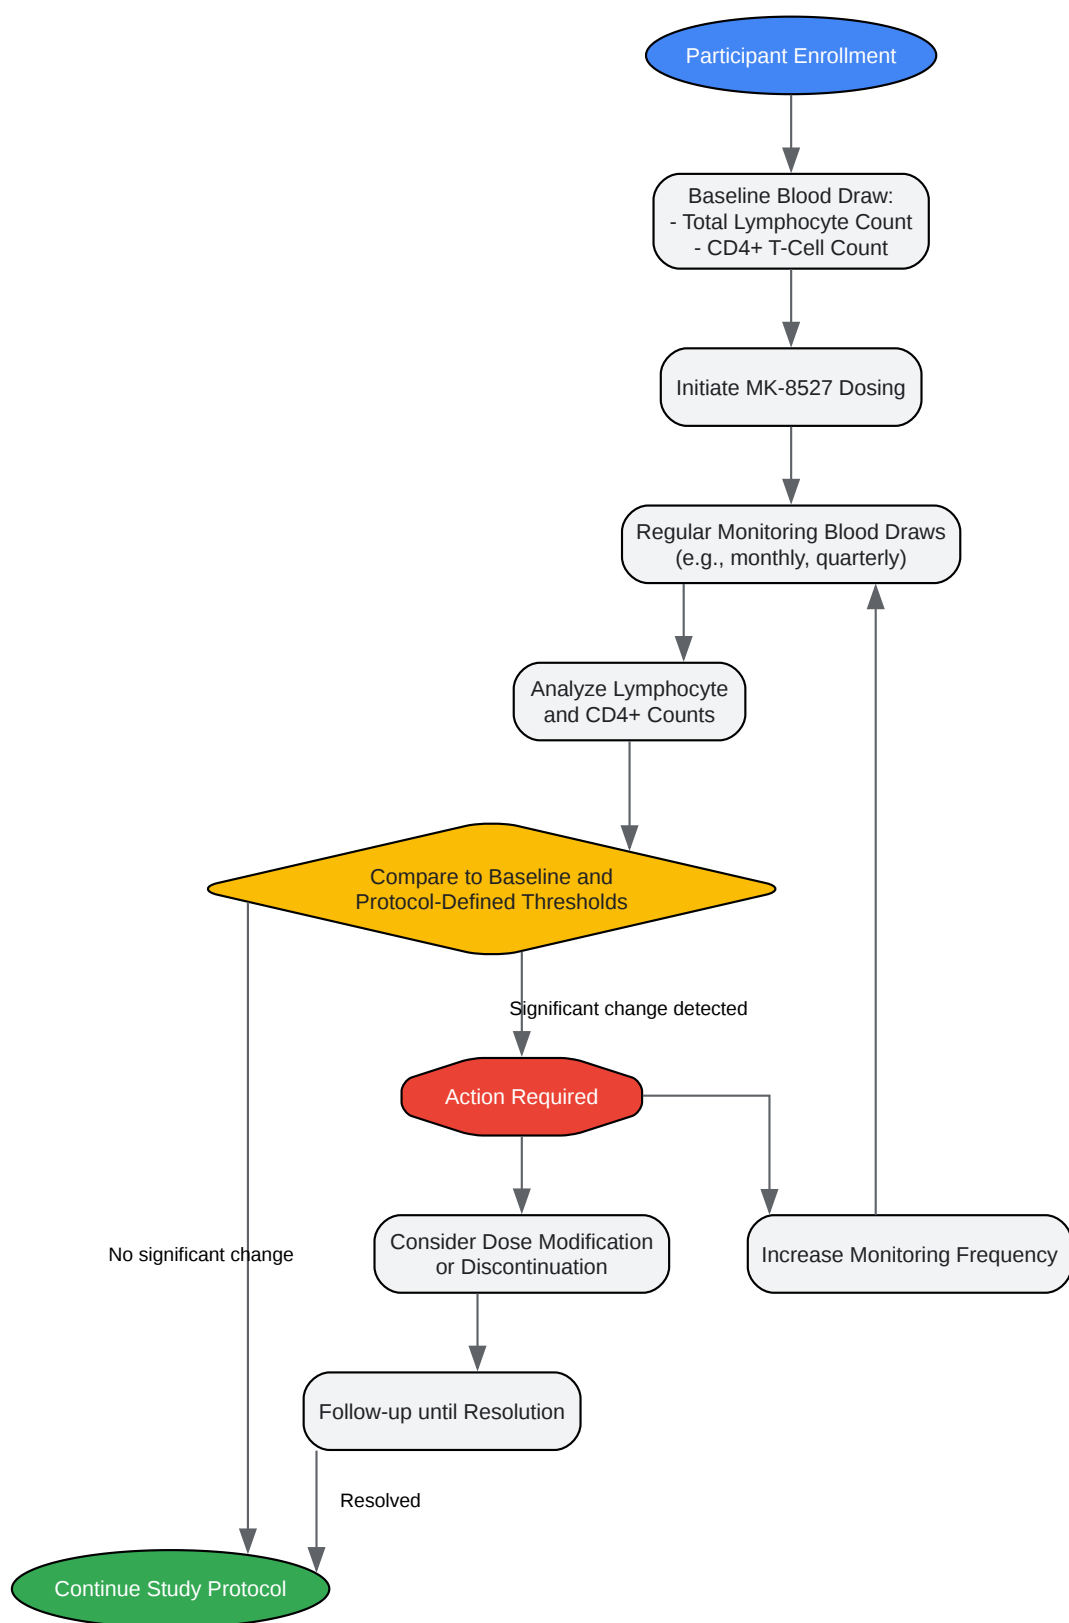 Participant Enrollment
Baseline Blood Draw:
- Total Lymphocyte Count
- CD4+ T-Cell Count
Initiate MK-8527 Dosing
Regular Monitoring Blood Draws
(e.g., monthly, quarterly)
Analyze Lymphocyte
and CD4+ Counts
Compare to Baseline and
Protocol-Defined Thresholds
Significant change detected
Action Required
Consider Dose Modification
or Discontinuation
Increase Monitoring Frequency
No significant change
Follow-up until Resolution
Resolved
Continue Study Protocol